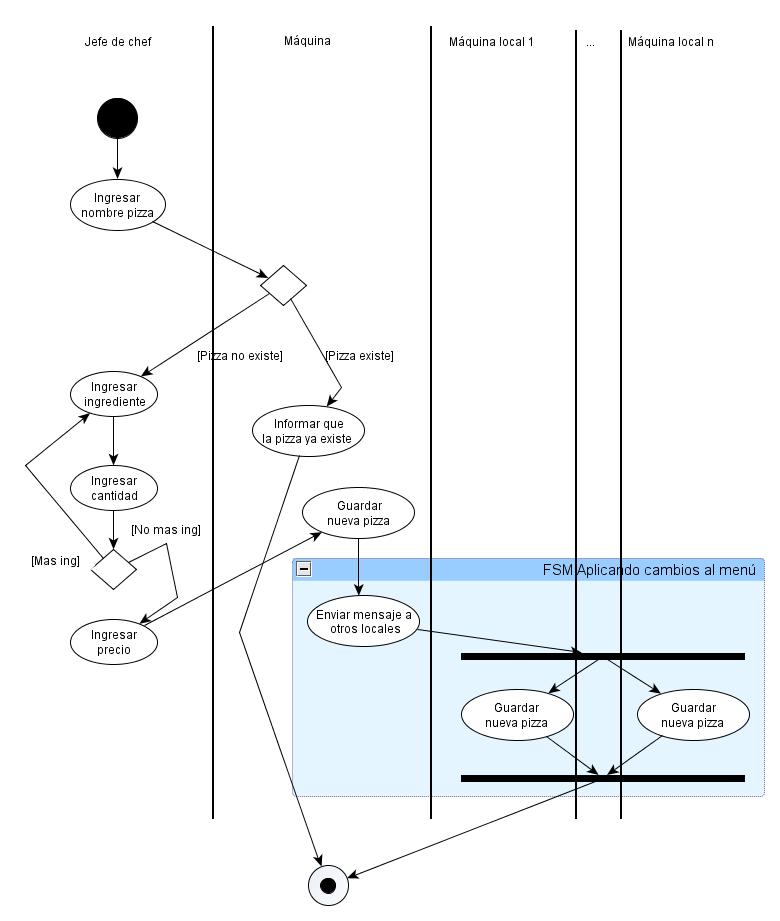 Jefe de chef
Máquina
Máquina local 1
...
Máquina local n
Ingresar
nombre pizza
[Pizza no existe]
[Pizza existe]
Ingresar
ingrediente
Informar que
la pizza ya existe
Ingresar
cantidad
Guardar
nueva pizza
[No mas ing]
[Mas ing]
FSM Aplicando cambios al menú
Enviar mensaje a
otros locales
Ingresar
precio
Guardar
nueva pizza
Guardar
nueva pizza